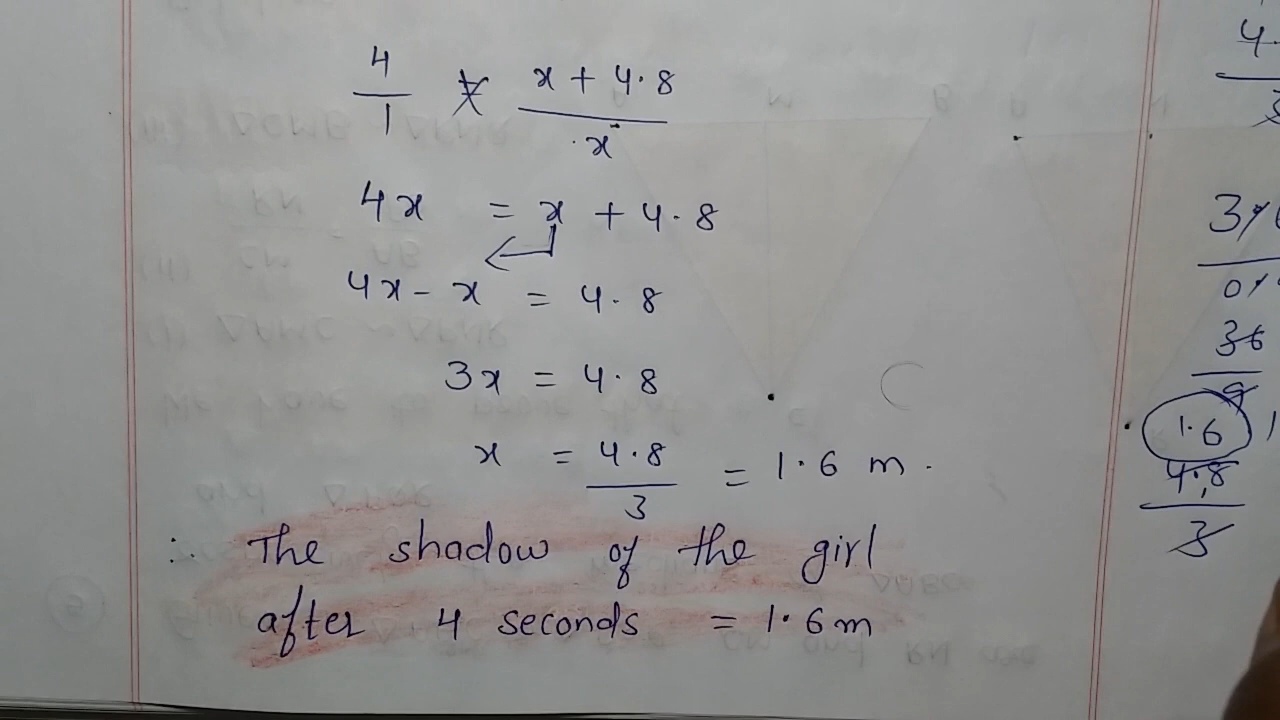 4/1 = x + 4.8/x
4x = x + 4.8
4x - x = 4.8
3x = 4.8
x = 4.8/3 = 1.6 m.
∴ The shadow of the girl
after 4 seconds = 1.6m
1.6
4.8
3